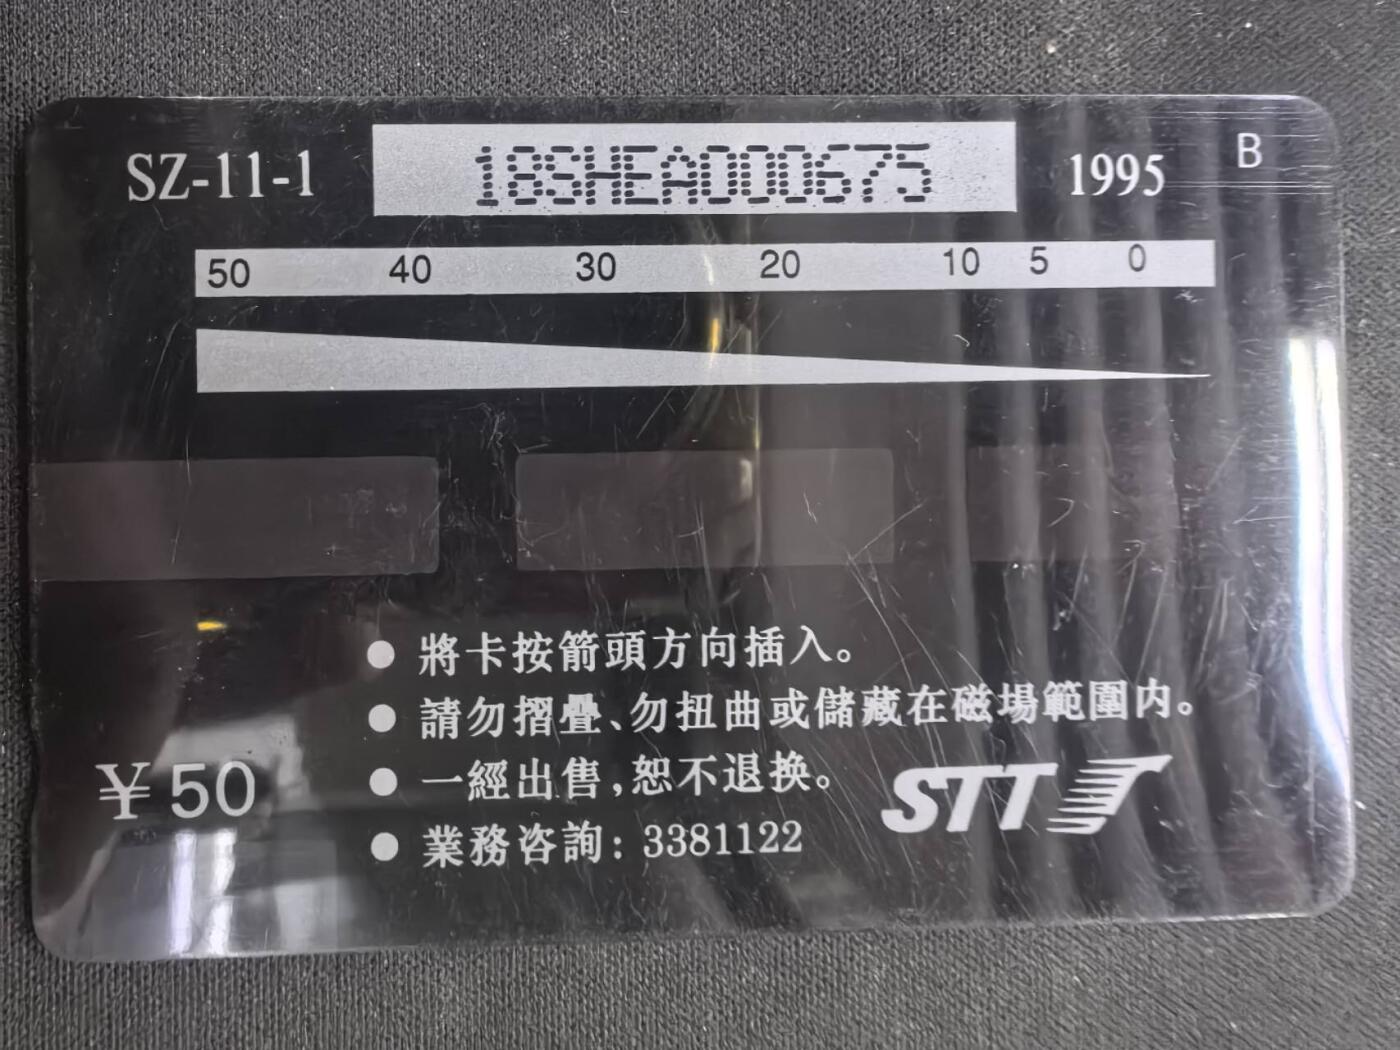 SZ-11-1 18SHEA000675 1995 B
50 40 30 20 10 5 0
● 將卡按箭頭方向插入。
● 請勿摺疊、勿扭曲或儲藏在磁場範圍内。
● 一經出售,恕不退换。
● 業務咨詢: 3381122
¥50
STT